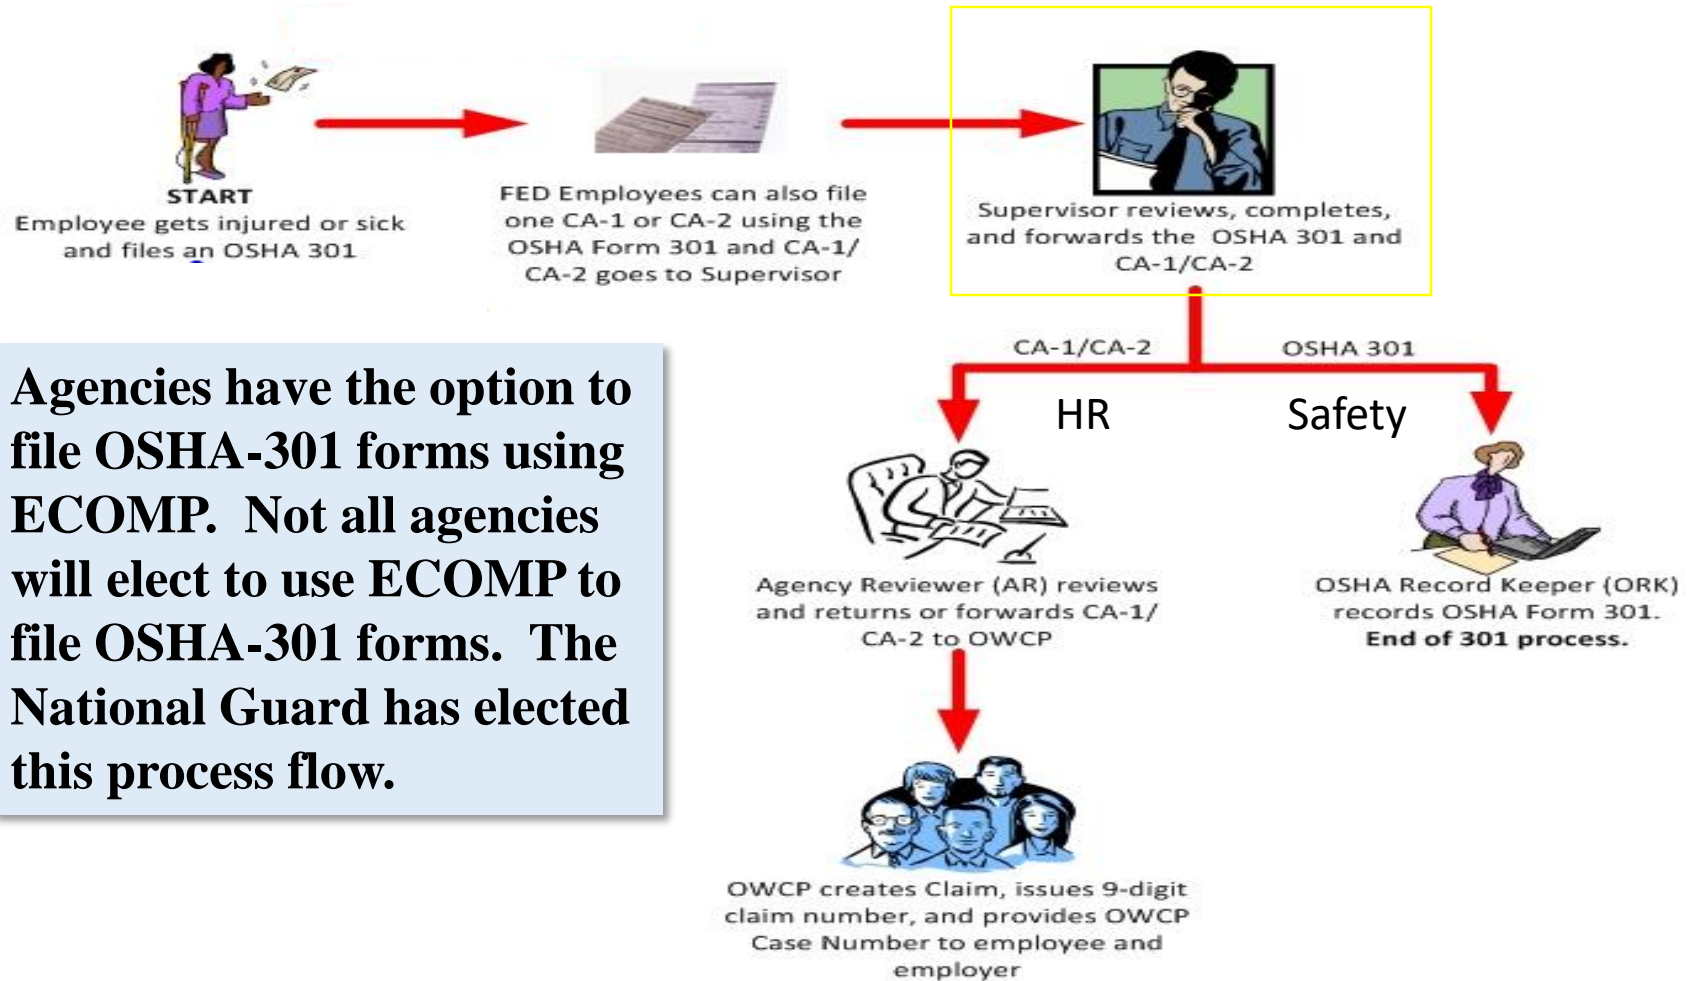 START
Employee gets injured or sick
and files an OSHA 301
FED Employees can also file
one CA-1 or CA-2 using the
OSHA Form 301 and CA-1/
CA-2 goes to Supervisor
Supervisor reviews, completes,
and forwards the OSHA 301 and
CA-1/CA-2
CA-1/CA-2
OSHA 301
HR
Safety
Agencies have the option to
file OSHA-301 forms using
ECOMP. Not all agencies
will elect to use ECOMP to
file OSHA-301 forms. The
National Guard has elected
this process flow.
Agency Reviewer (AR) reviews
and returns or forwards CA-1/
CA-2 to OWCP
OSHA Record Keeper (ORK)
records OSHA Form 301.
End of 301 process.
OWCP creates Claim, issues 9-digit
claim number, and provides OWCP
Case Number to employee and
employer